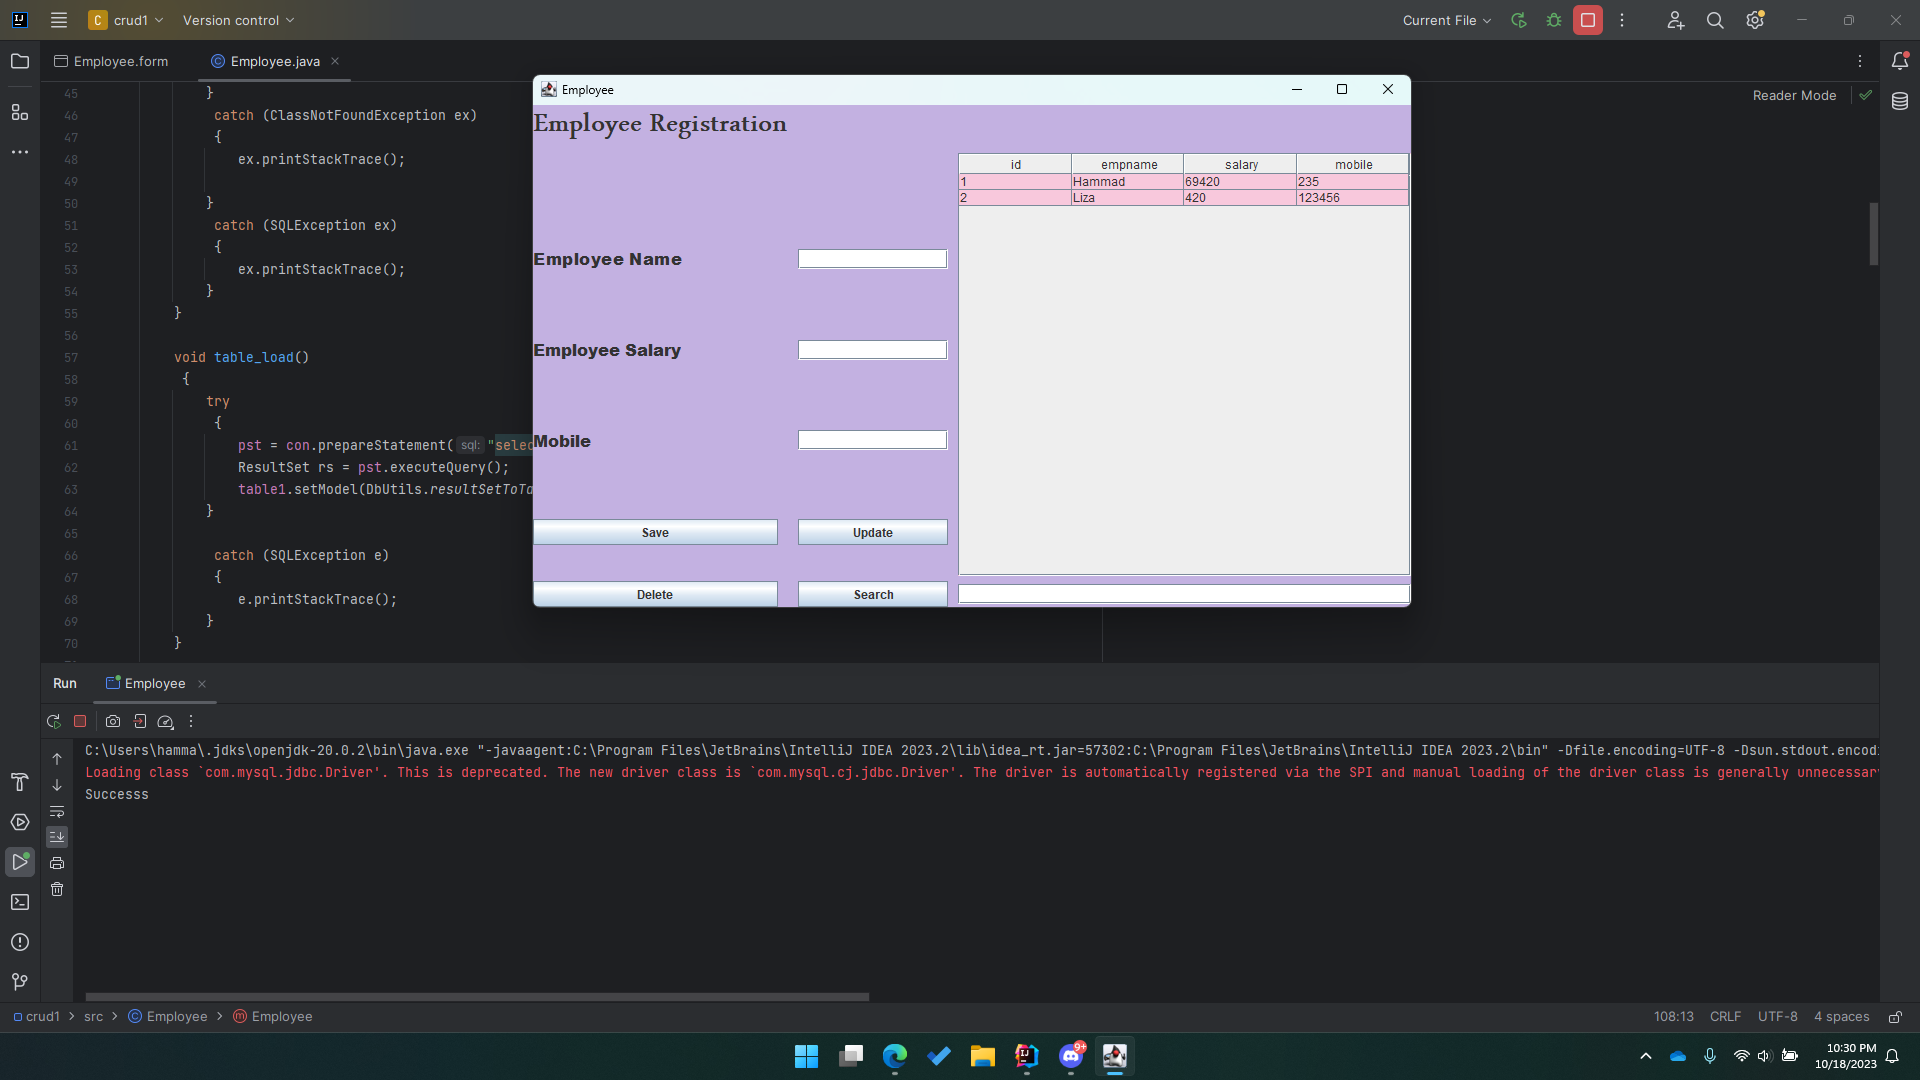 C crud1 Version control Current File
Employee.form Employee.java
Reader Mode
45 }
46 catch (ClassNotFoundException ex)
47 {
48 ex.printStackTrace();
49
50 }
51 catch (SQLException ex)
52 {
53 ex.printStackTrace();
54 }
55 }
56
57 void table_load()
58 {
59 try
60 {
61 pst = con.prepareStatement( sql: "selec
62 ResultSet rs = pst.executeQuery();
63 table1.setModel(DbUtils.resultSetToTa
64 }
65
66 catch (SQLException e)
67 {
68 e.printStackTrace();
69 }
70 }
Employee
Employee Registration
id empname salary mobile
1 Hammad 69420 235
2 Liza 420 123456
Employee Name
Employee Salary
Mobile
Save Update
Delete Search
Run Employee
C:\Users\hamma\.jdks\openjdk-20.0.2\bin\java.exe "-javaagent:C:\Program Files\JetBrains\IntelliJ IDEA 2023.2\lib\idea_rt.jar=57302:C:\Program Files\JetBrains\IntelliJ IDEA 2023.2\bin" -Dfile.encoding=UTF-8 -Dsun.stdout.encodi
Loading class `com.mysql.jdbc.Driver'. This is deprecated. The new driver class is `com.mysql.cj.jdbc.Driver'. The driver is automatically registered via the SPI and manual loading of the driver class is generally unnecessary
Successs
crud1 > src > Employee > Employee
108:13 CRLF UTF-8 4 spaces
9+
10:30 PM
10/18/2023